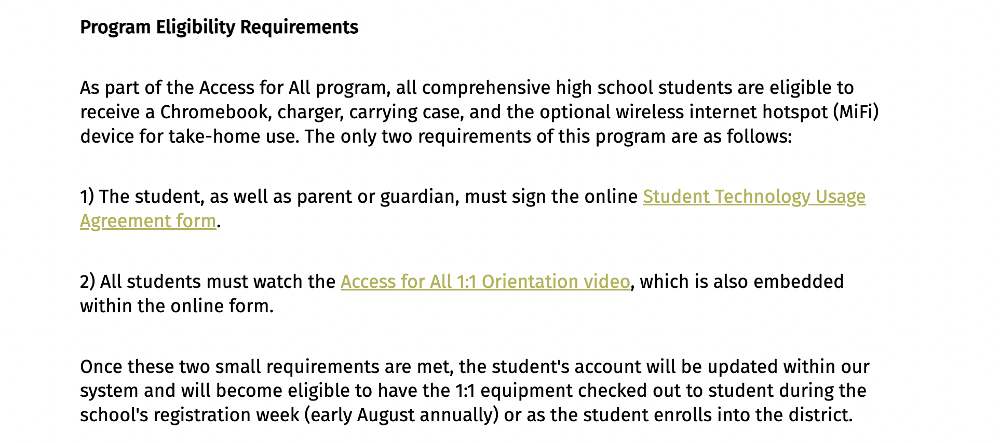 Program Eligibility Requirements
As part of the Access for All program, all comprehensive high school students are eligible to
receive a Chromebook, charger, carrying case, and the optional wireless internet hotspot (MiFi)
device for take-home use. The only two requirements of this program are as follows:
1) The student, as well as parent or guardian, must sign the online Student Technology Usage
Agreement form.
2) All students must watch the Access for All 1:1 Orientation video, which is also embedded
within the online form.
Once these two small requirements are met, the student's account will be updated within our
system and will become eligible to have the 1:1 equipment checked out to student during the
school's registration week (early August annually) or as the student enrolls into the district.